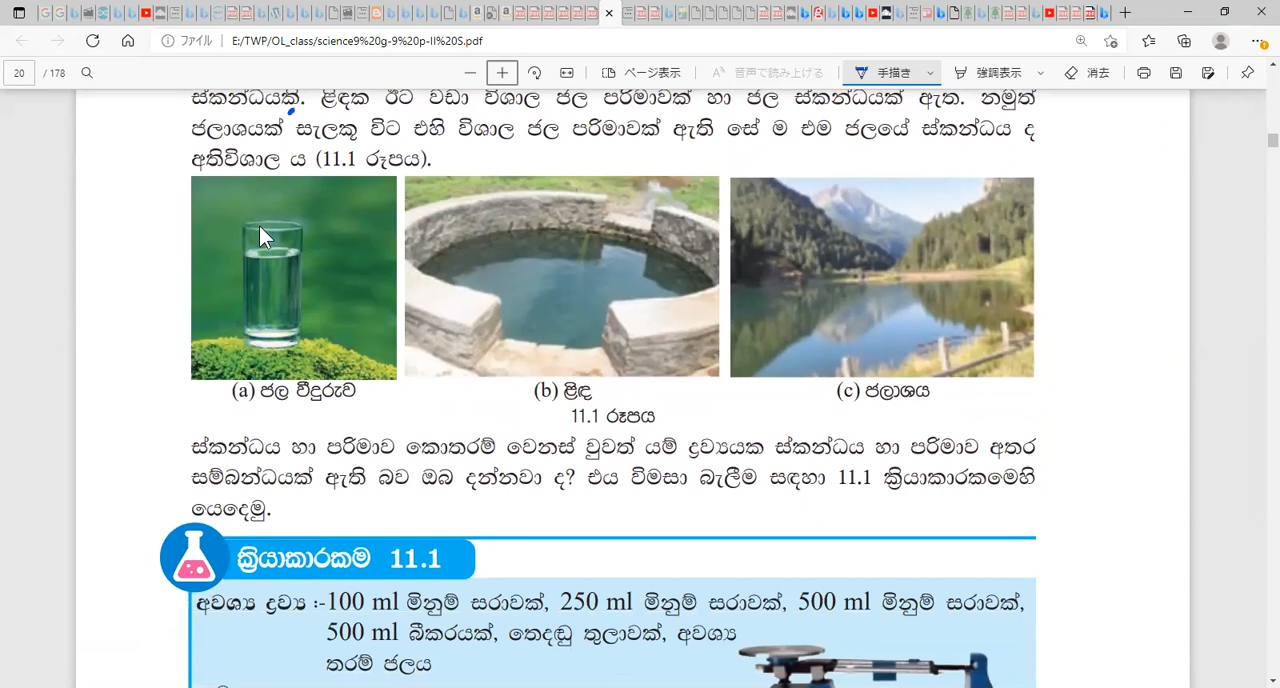 ファイル E:/TWP/OL_class/science9%20g-9%20p-II%20S.pdf
20 / 178 ページ表示 音声で読み上げる 手描き 強調表示 消去
ස්කන්ධයකි. ළිඳක ඊට වඩා විශාල ජල පරිමාවක් හා ජල ස්කන්ධයක් ඇත. නමුත්
ජලාශයක් සැලකූ විට එහි විශාල ජල පරිමාවක් ඇති සේ ම එම ජලයේ ස්කන්ධය ද
අතිවිශාල ය (11.1 රූපය).
(a) ජල වීදුරුව (b) ළිඳ (c) ජලාශය
11.1 රූපය
ස්කන්ධය හා පරිමාව කොතරම් වෙනස් වුවත් යම් ද්‍රව්‍යයක ස්කන්ධය හා පරිමාව අතර
සම්බන්ධයක් ඇති බව ඔබ දන්නවා ද? එය විමසා බැලීම සඳහා 11.1 ක්‍රියාකාරකමෙහි
යෙදෙමු.
ක්‍රියාකාරකම 11.1
අවශ්‍ය ද්‍රව්‍ය :-100 ml මිනුම් සරාවක්, 250 ml මිනුම් සරාවක්, 500 ml මිනුම් සරාවක්,
500 ml බීකරයක්, තෙදඬු තුලාවක්, අවශ්‍ය
තරම් ජලය